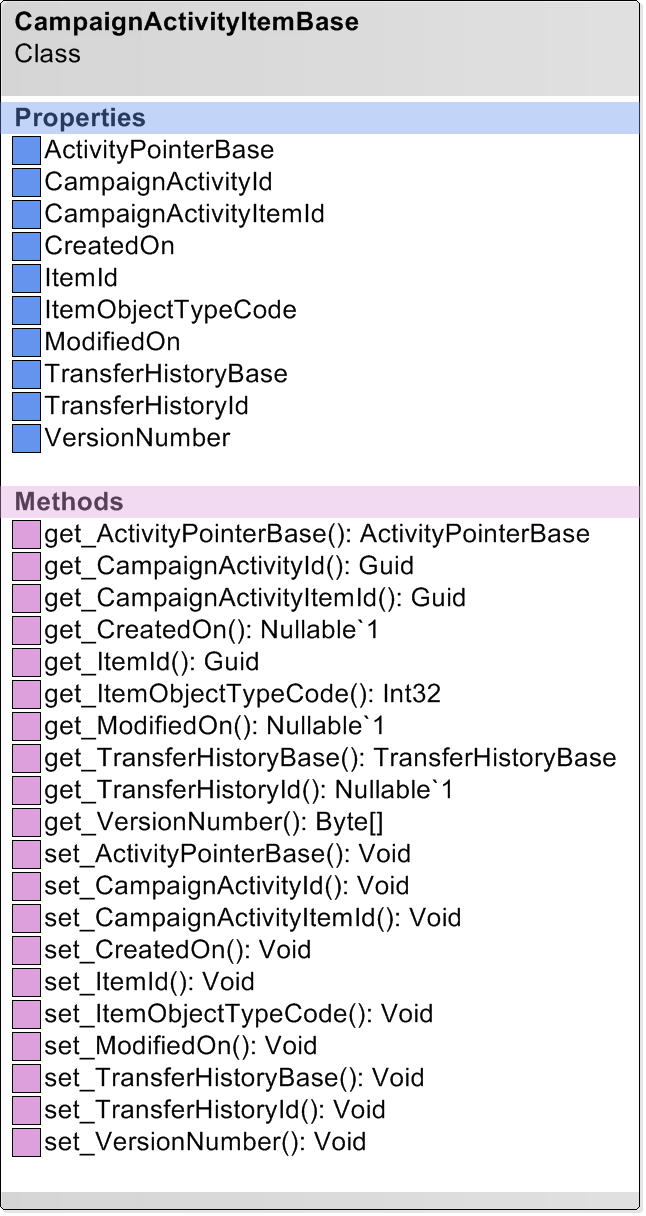 CampaignActivityItemBase
Class
Properties
ActivityPointerBase
CampaignActivityId
CampaignActivityItemId
CreatedOn
ItemId
ItemObjectTypeCode
ModifiedOn
TransferHistoryBase
TransferHistoryId
VersionNumber
Methods
get_ActivityPointerBase(): ActivityPointerBase
get_CampaignActivityId(): Guid
get_CampaignActivityItemId(): Guid
get_CreatedOn(): Nullable`1
get_ItemId(): Guid
get_ItemObjectTypeCode(): Int32
get_ModifiedOn(): Nullable`1
get_TransferHistoryBase(): TransferHistoryBase
get_TransferHistoryId(): Nullable`1
get_VersionNumber(): Byte[]
set_ActivityPointerBase(): Void
set_CampaignActivityId(): Void
set_CampaignActivityItemId(): Void
set_CreatedOn(): Void
set_ItemId(): Void
set_ItemObjectTypeCode(): Void
set_ModifiedOn(): Void
set_TransferHistoryBase(): Void
set_TransferHistoryId(): Void
set_VersionNumber(): Void